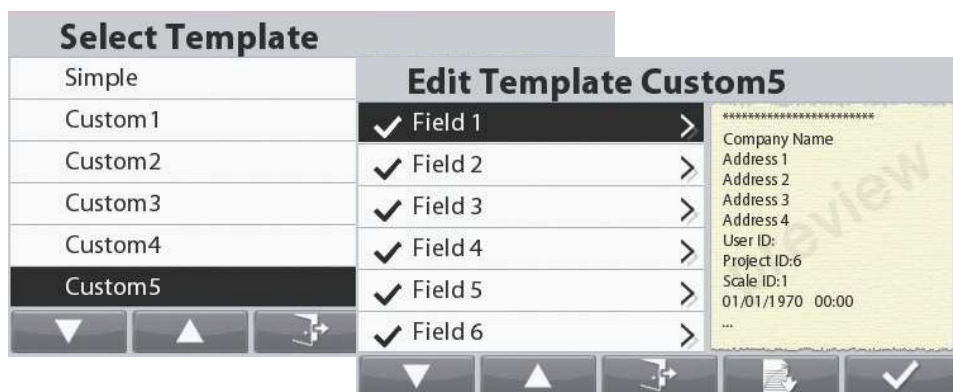 Select Template
Simple
Custom1
Custom2
Custom3
Custom4
Custom5
Edit Template Custom5
Field 1
Field 2
Field 3
Field 4
Field 5
Field 6
************************
Company Name
Address 1
Address 2
Address 3
Address 4
User ID:
Project ID:6
Scale ID:1
01/01/1970 00:00
...
Preview